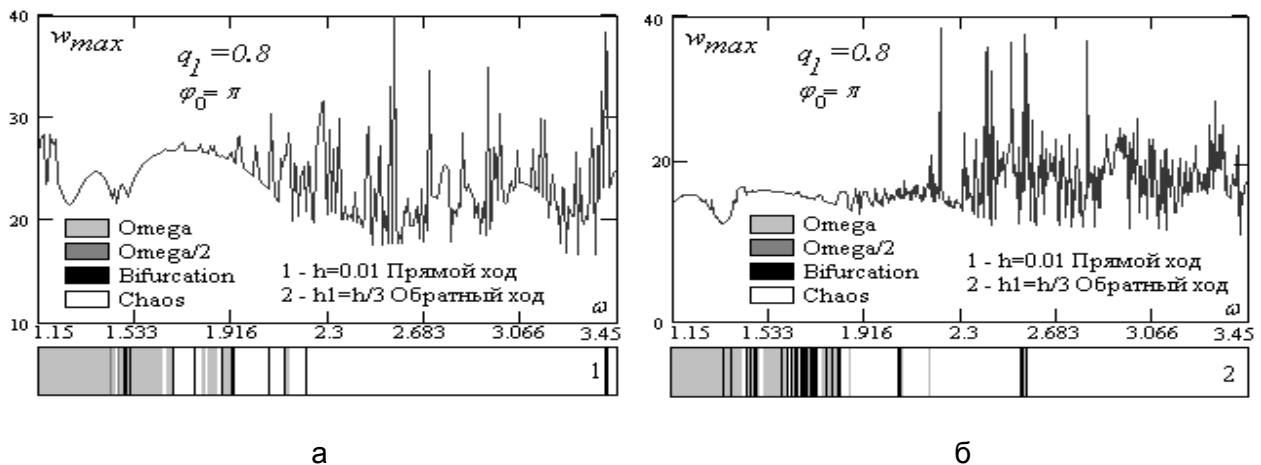 40
w_max
q_1 = 0.8
φ_0 = π
30
20
Omega
Omega/2
Bifurcation
Chaos
1 - h=0.01 Прямой ход
2 - h1=h/3 Обратный ход
ω
10
1.15 1.533 1.916 2.3 2.683 3.066 3.45
1
а
40
w_max
q_1 = 0.8
φ_0 = π
20
Omega
Omega/2
Bifurcation
Chaos
1 - h=0.01 Прямой ход
2 - h1=h/3 Обратный ход
ω
0
1.15 1.533 1.916 2.3 2.683 3.066 3.45
2
б